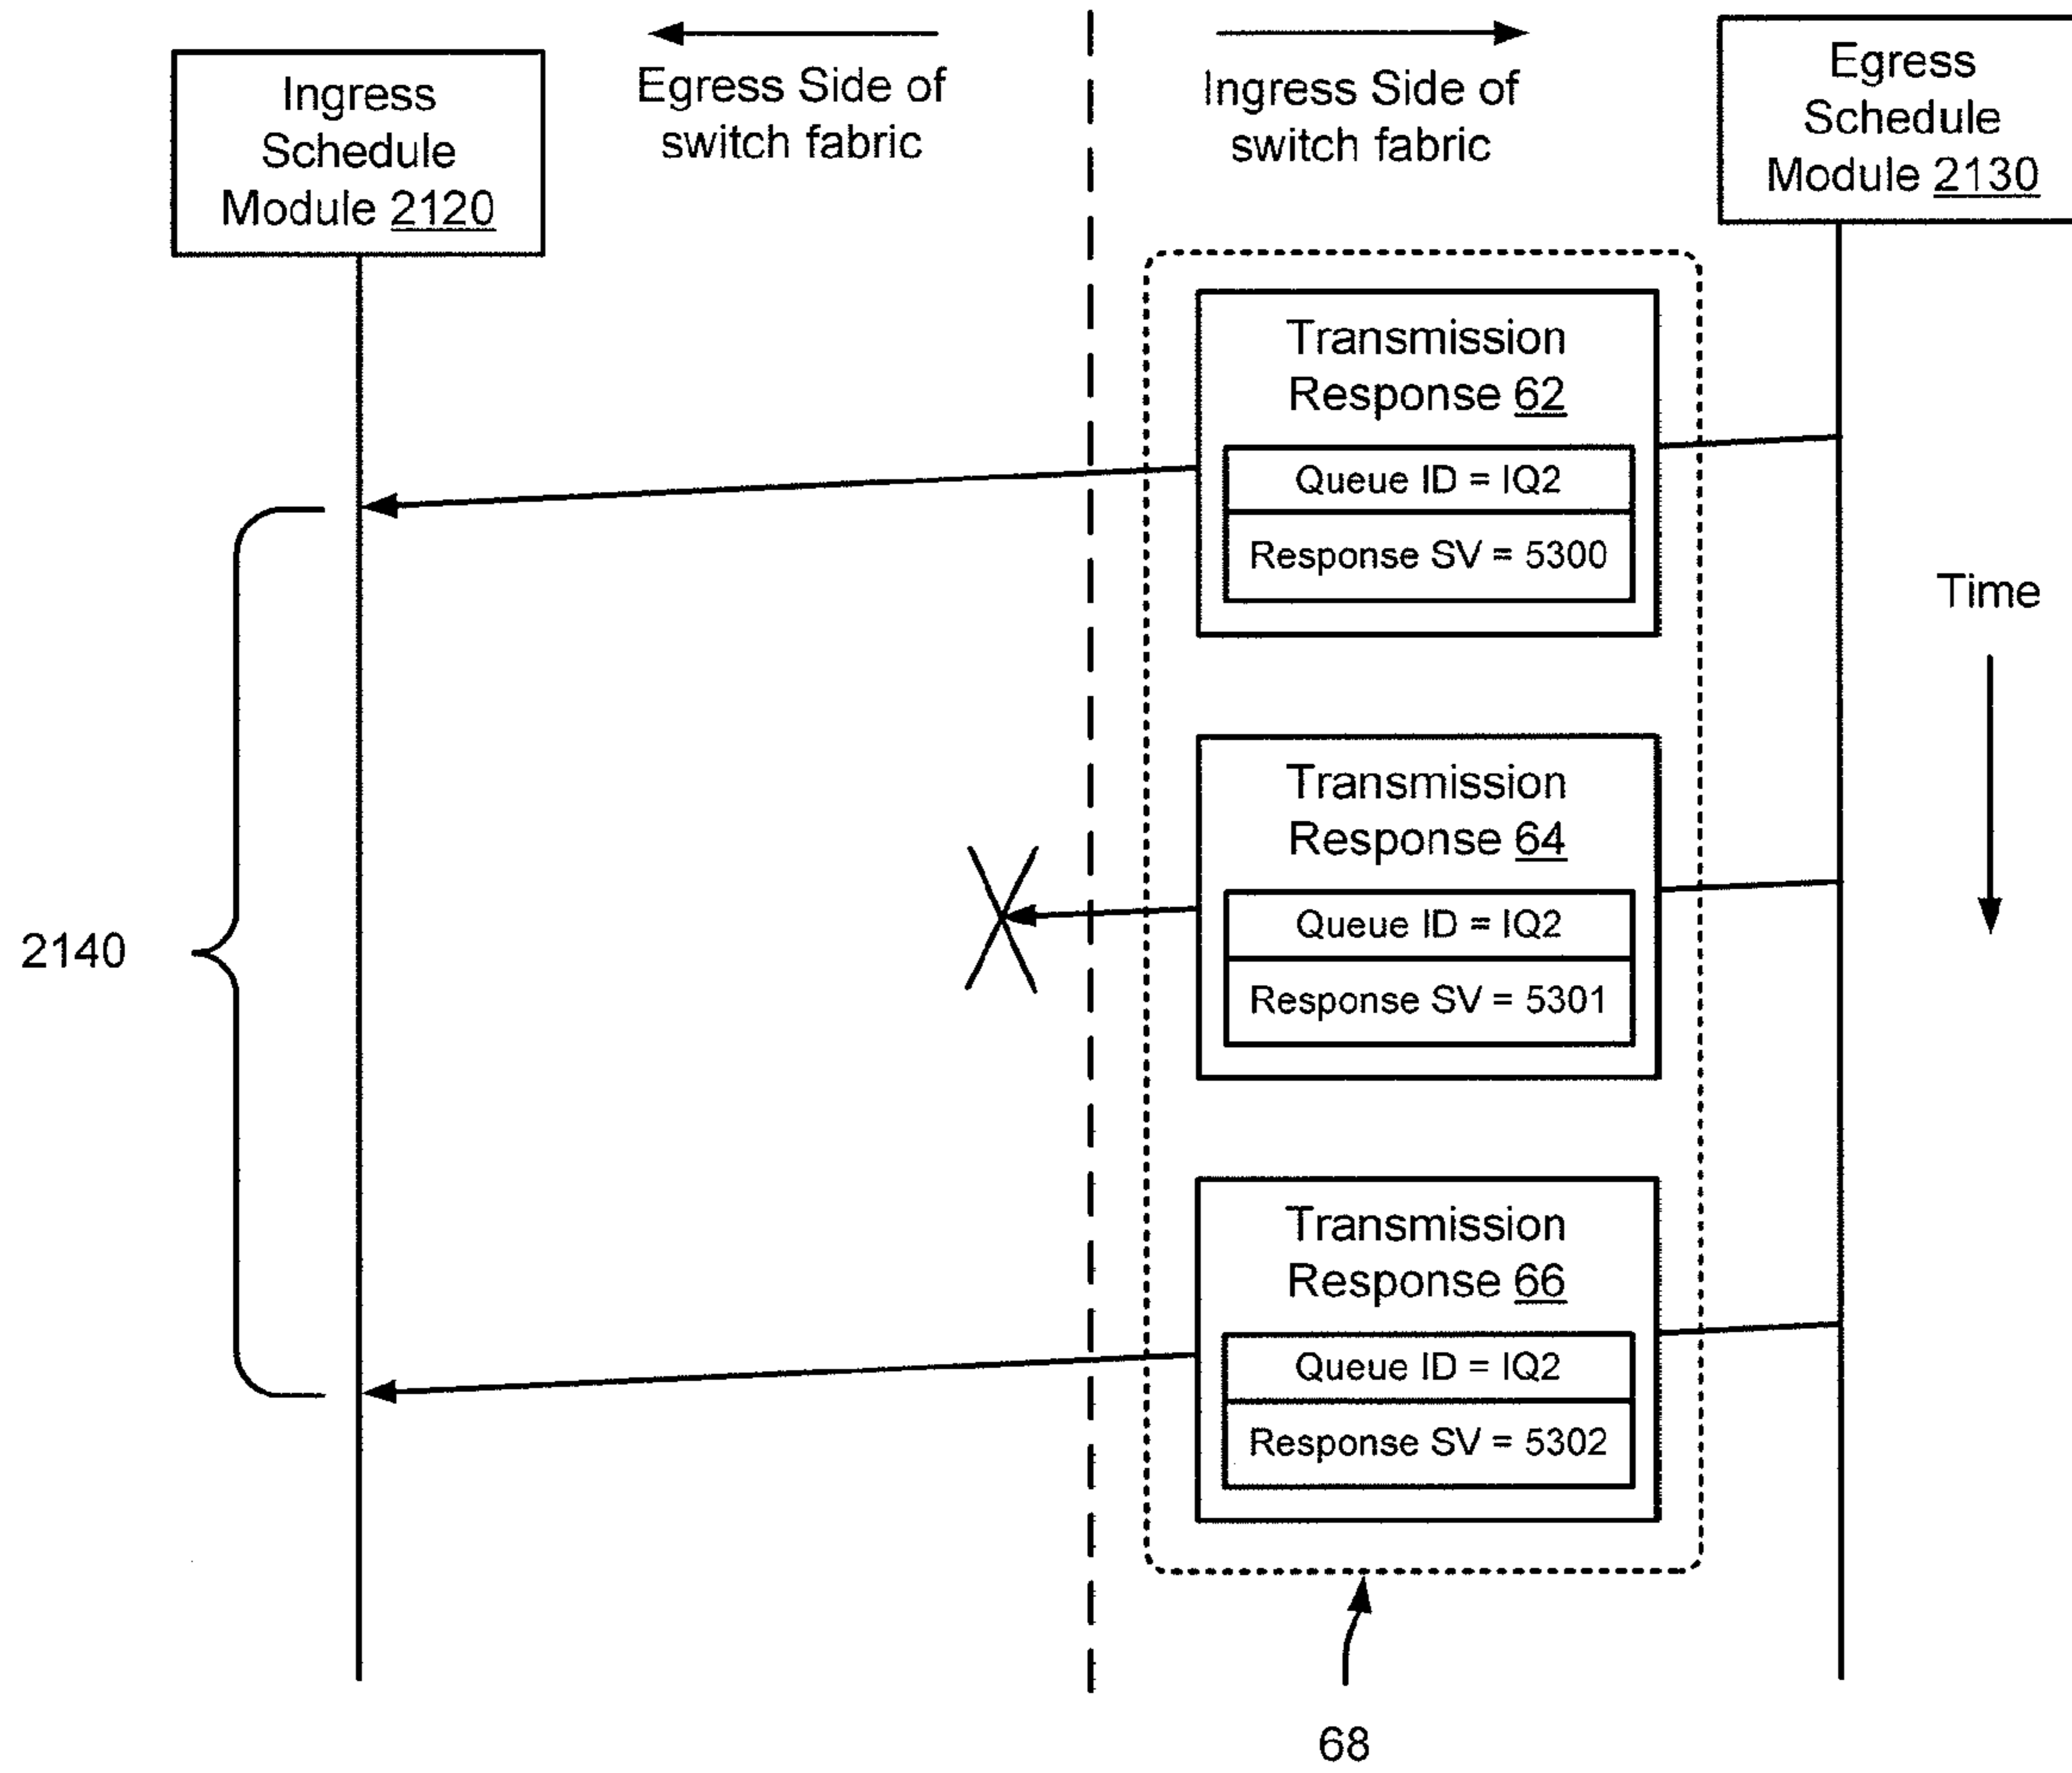 Ingress
Schedule
Module 2120
Egress Side of
switch fabric
Ingress Side of
switch fabric
Egress
Schedule
Module 2130
Transmission
Response 62
Queue ID = IQ2
Response SV = 5300
Time
Transmission
Response 64
Queue ID = IQ2
Response SV = 5301
2140
Transmission
Response 66
Queue ID = IQ2
Response SV = 5302
68